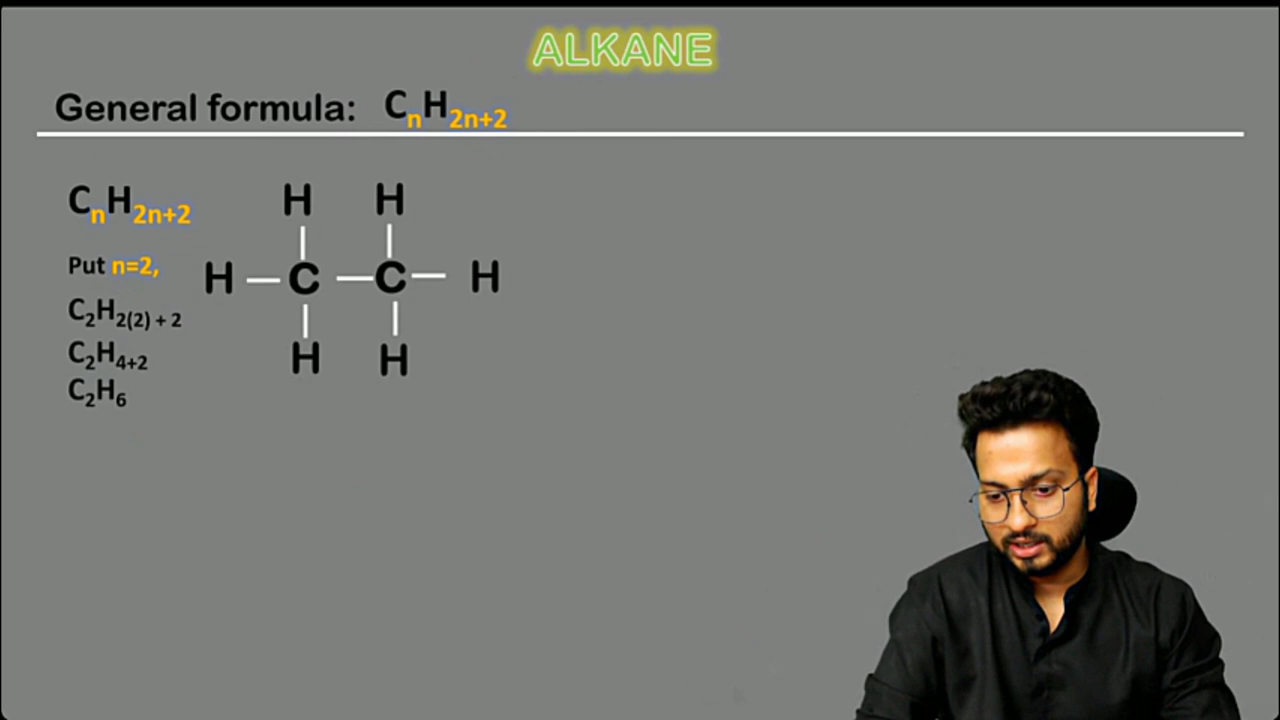 ALKANE
General formula: CₙH₂ₙ₊₂
CₙH₂ₙ₊₂
Put n=2,
C₂H₂₍₂₎ ₊ ₂
C₂H₄₊₂
C₂H₆
H H
H C C H
H H